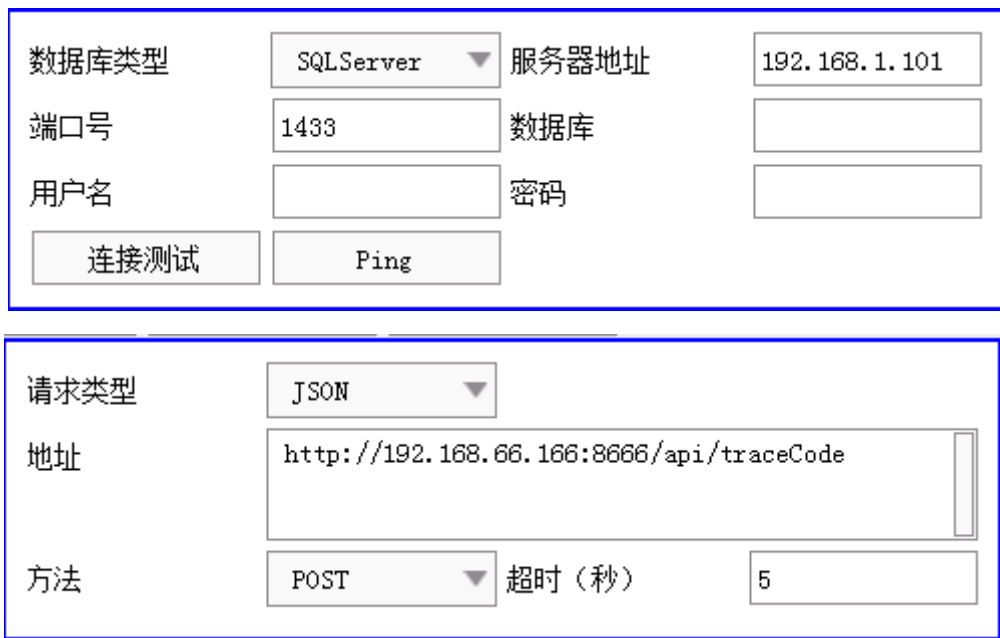 数据库类型 SQLServer 服务器地址 192.168.1.101
端口号 1433 数据库
用户名 密码
连接测试 Ping
请求类型 JSON
地址 http://192.168.66.166:8666/api/traceCode
方法 POST 超时（秒） 5